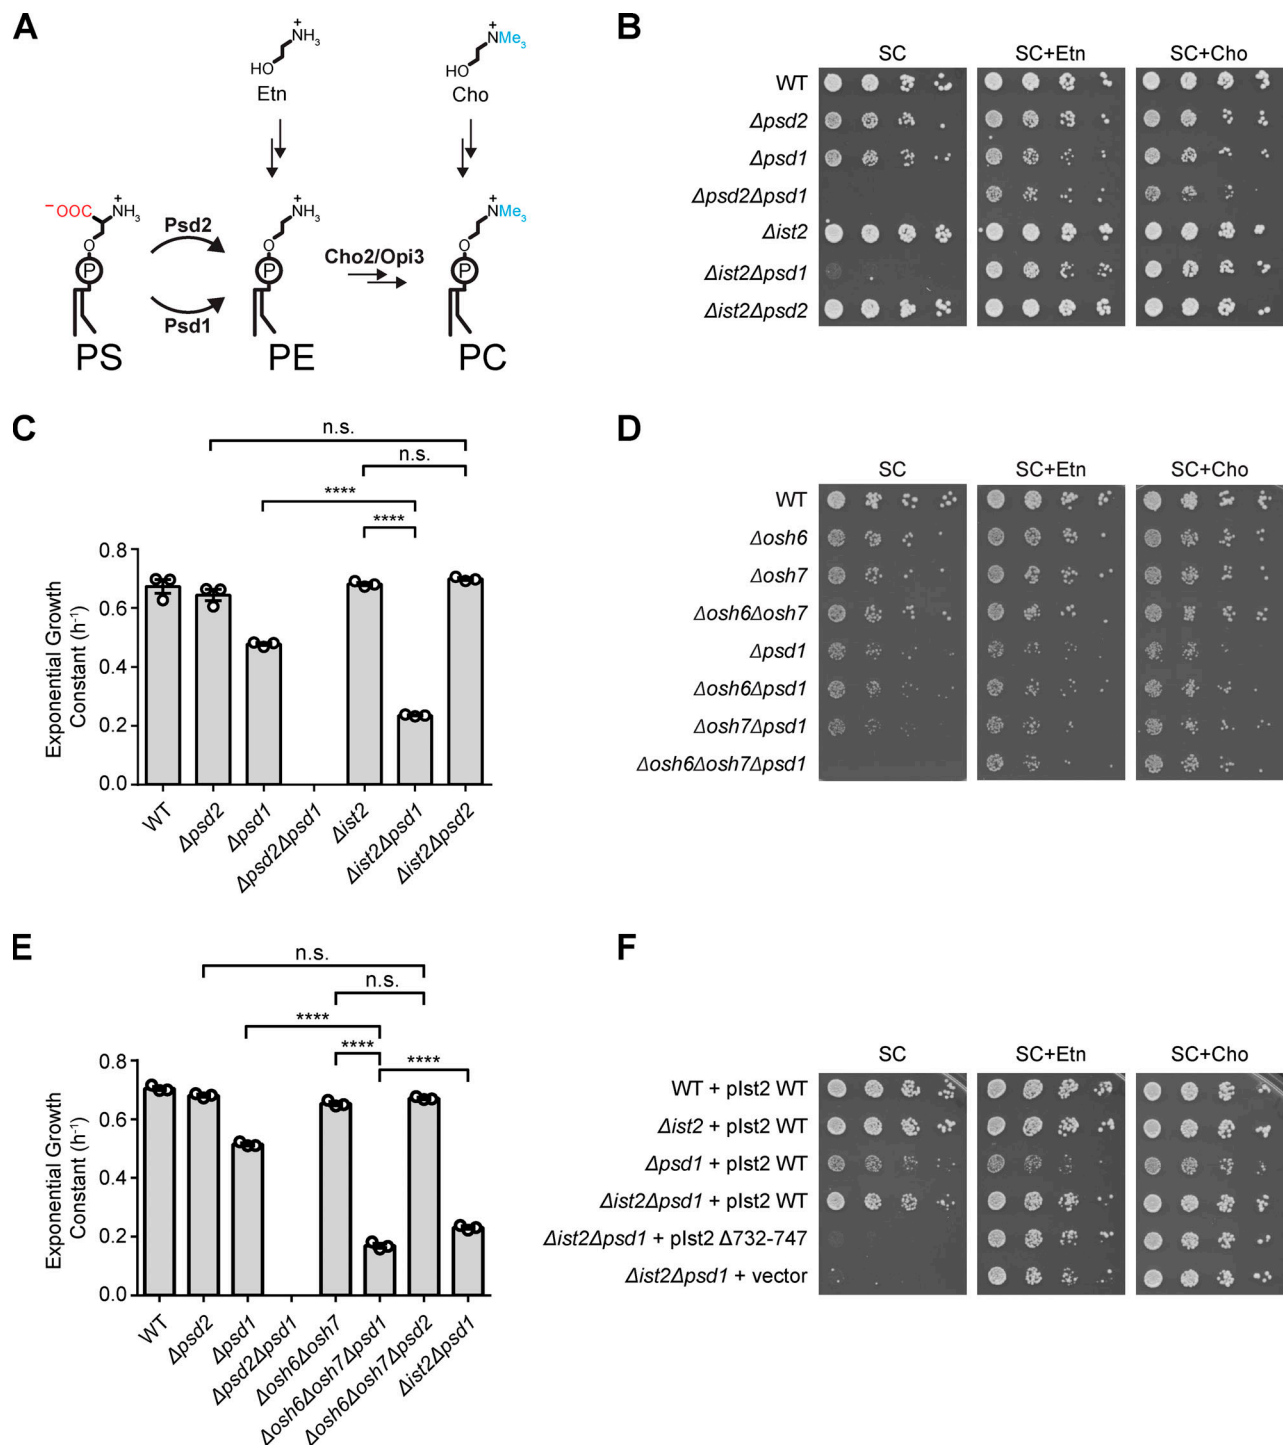 A
+
NH3
HO
Etn
+
NMe3
HO
Cho
−OOC
+
NH3
O
P
PS
Psd2
Psd1
+
NH3
O
P
PE
Cho2/Opi3
+
NMe3
O
P
PC
B
SC SC+Etn SC+Cho
WT
Δpsd2
Δpsd1
Δpsd2Δpsd1
Δist2
Δist2Δpsd1
Δist2Δpsd2
C
n.s.
n.s.
****
****
Exponential Growth
Constant (h-1)
0.8
0.6
0.4
0.2
0.0
WT
Δpsd2
Δpsd1
Δpsd2Δpsd1
Δist2
Δist2Δpsd1
Δist2Δpsd2
D
SC SC+Etn SC+Cho
WT
Δosh6
Δosh7
Δosh6Δosh7
Δpsd1
Δosh6Δpsd1
Δosh7Δpsd1
Δosh6Δosh7Δpsd1
E
n.s.
n.s.
****
****
****
Exponential Growth
Constant (h-1)
0.8
0.6
0.4
0.2
0.0
WT
Δpsd2
Δpsd1
Δpsd2Δpsd1
Δosh6Δosh7
Δosh6Δosh7Δpsd1
Δosh6Δosh7Δpsd2
Δist2Δpsd1
F
SC SC+Etn SC+Cho
WT + pIst2 WT
Δist2 + pIst2 WT
Δpsd1 + pIst2 WT
Δist2Δpsd1 + pIst2 WT
Δist2Δpsd1 + pIst2 Δ732-747
Δist2Δpsd1 + vector